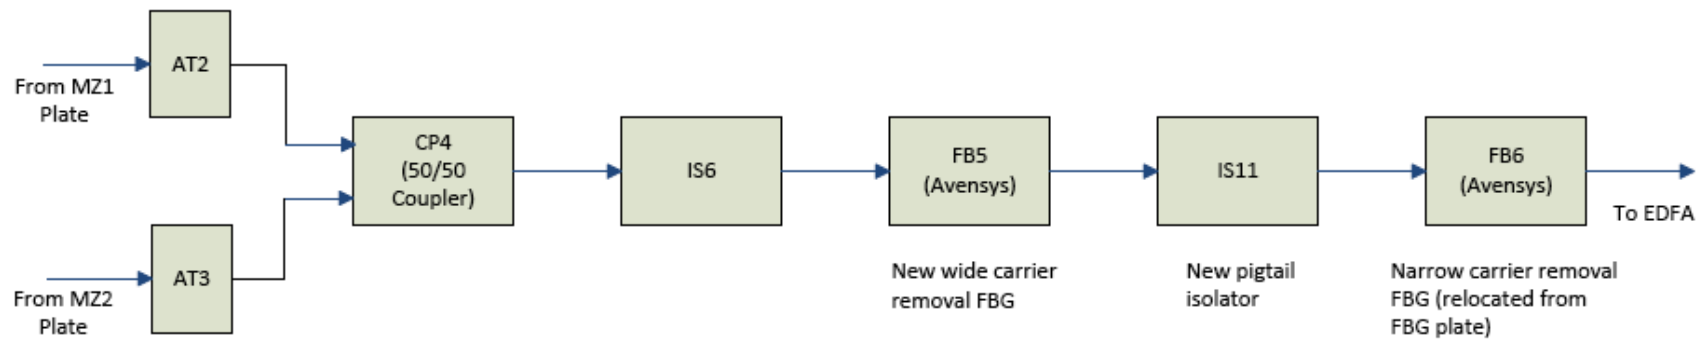 AT2
From MZ1
Plate
CP4
(50/50
Coupler)
IS6
FB5
(Avensys)
IS11
FB6
(Avensys)
To EDFA
AT3
From MZ2
Plate
New wide carrier
removal FBG
New pigtail
isolator
Narrow carrier removal
FBG (relocated from
FBG plate)